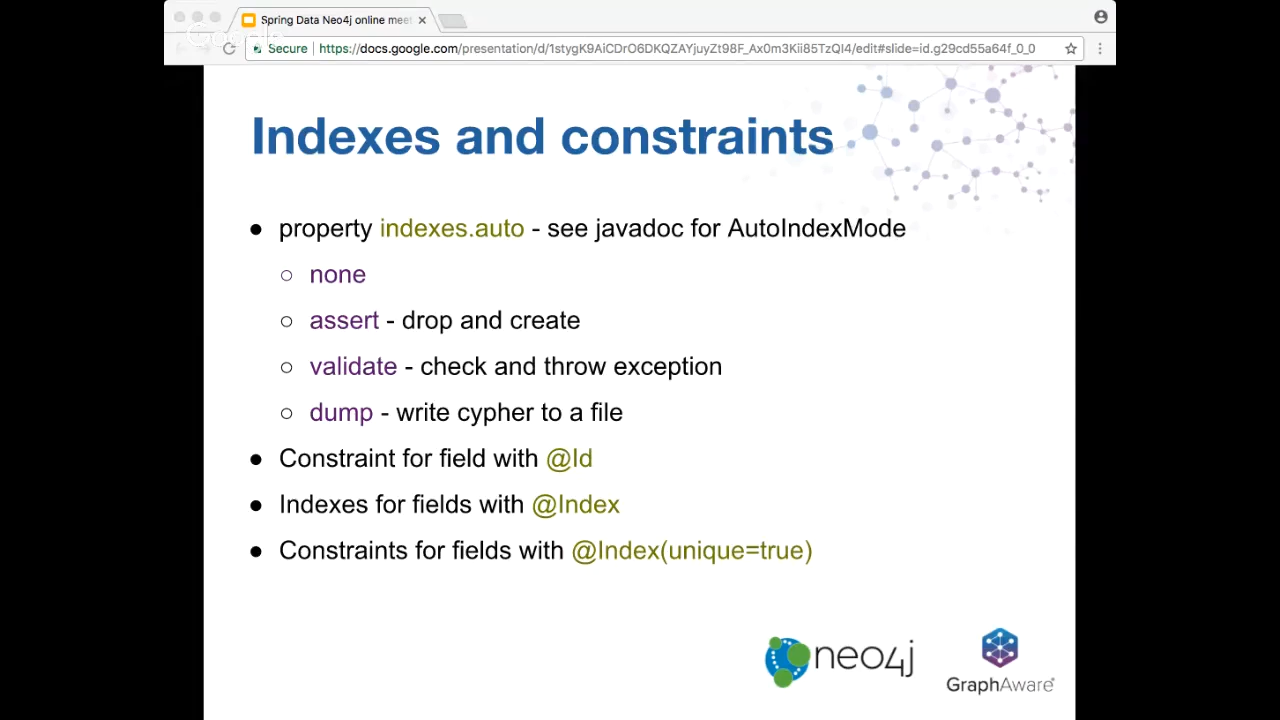 Spring Data Neo4j online meet
Secure
https://docs.google.com/presentation/d/1stygK9AiCDrO6DKQZAYjuyZt98F_Ax0m3Kii85TzQI4/edit#slide=id.g29cd55a64f_0_0
Indexes and constraints
● property indexes.auto - see javadoc for AutoIndexMode
○ none
○ assert - drop and create
○ validate - check and throw exception
○ dump - write cypher to a file
● Constraint for field with @Id
● Indexes for fields with @Index
● Constraints for fields with @Index(unique=true)
neo4j
GraphAware